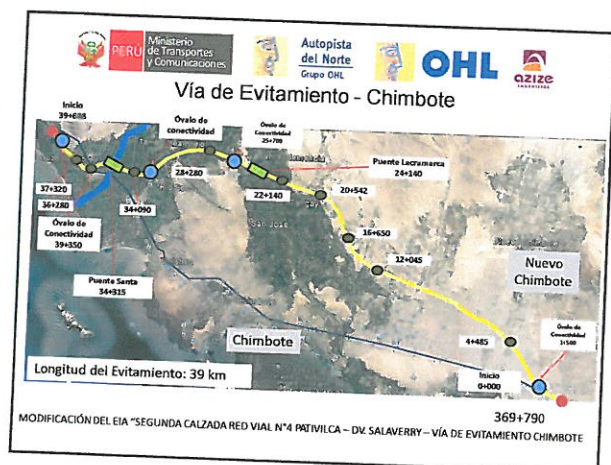 PERÚ
Ministerio
de Transportes
y Comunicaciones
Autopista
del Norte
Grupo OHL
OHL
azize
Vía de Evitamiento - Chimbote
Inicio
39+688
Óvalo de
conectividad
Óvalo de
Conectividad
25+700
Puente Lacramarca
24+140
37+320
36+280
28+280
22+140
20+542
34+090
Óvalo de
Conectividad
39+350
16+650
12+045
Puente Santa
34+315
Nuevo
Chimbote
Chimbote
4+485
Óvalo de
Conectividad
1+500
Inicio
0+000
Longitud del Evitamiento: 39 km
369+790
MODIFICACIÓN DEL EIA "SEGUNDA CALZADA RED VIAL N°4 PATIVILCA – DV. SALAVERRY – VÍA DE EVITAMIENTO CHIMBOTE